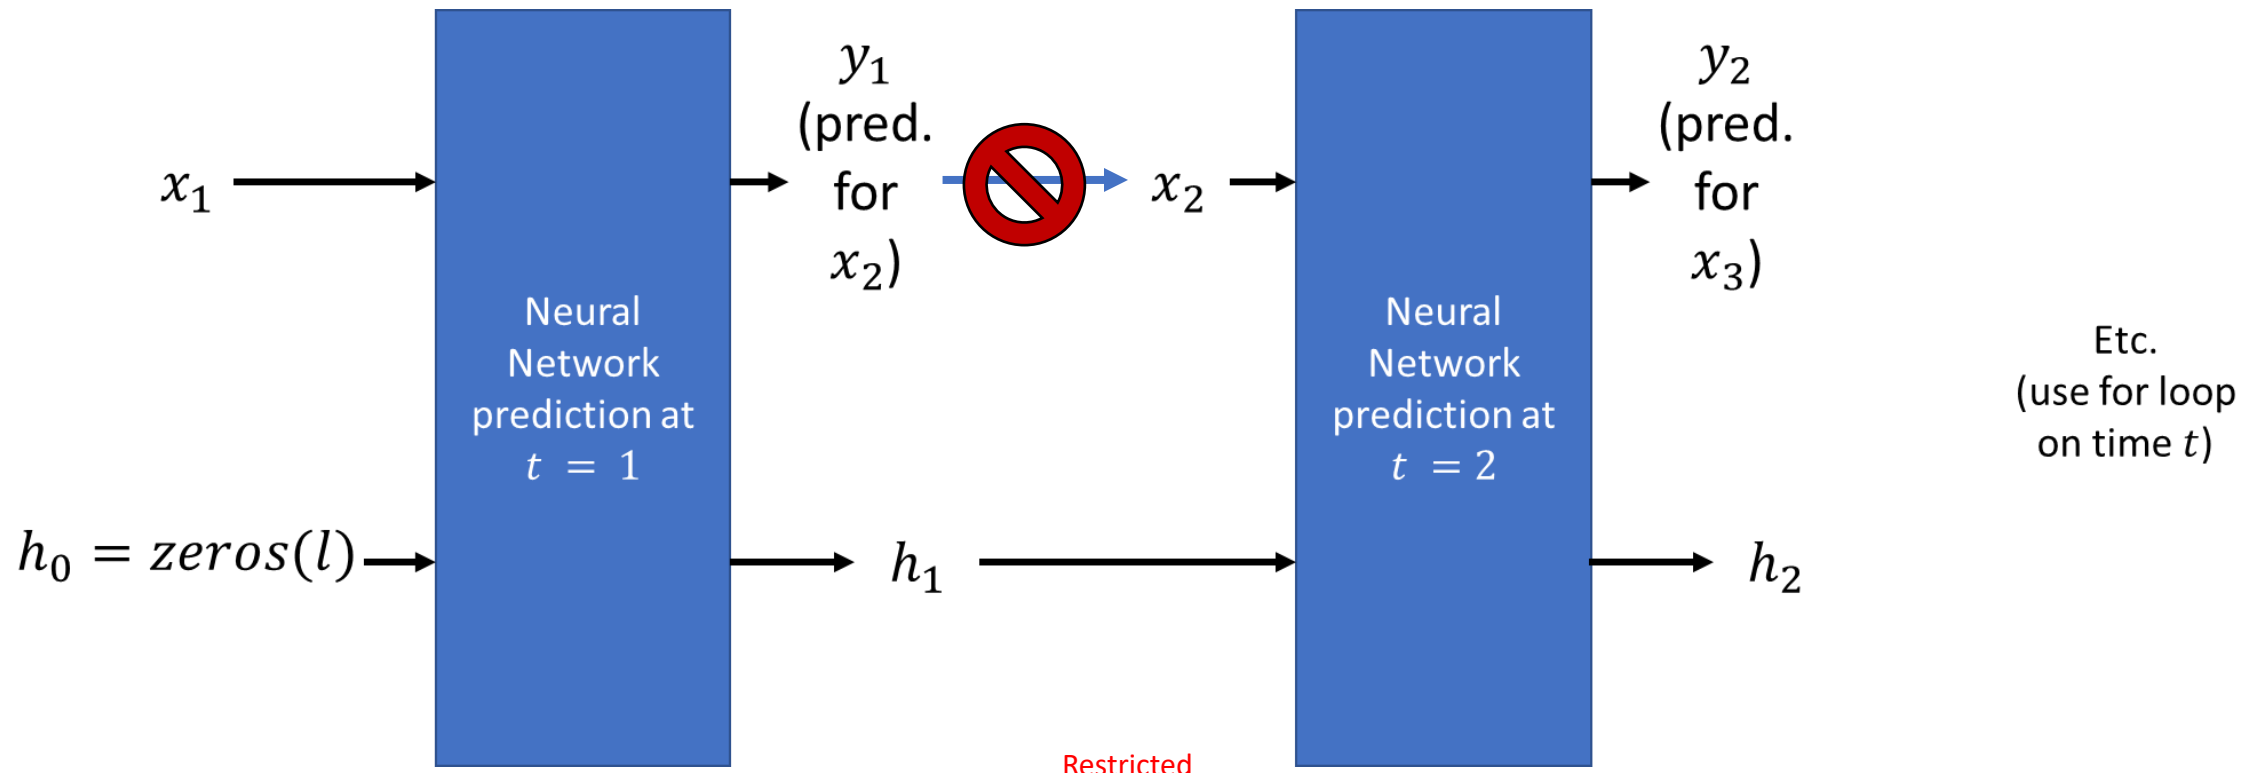 x₁
h₀ = zeros(l)
Neural
Network
prediction at
t = 1
y₁
(pred.
for
x₂)
h₁
x₂
Neural
Network
prediction at
t = 2
y₂
(pred.
for
x₃)
h₂
Etc.
(use for loop
on time t)
Restricted